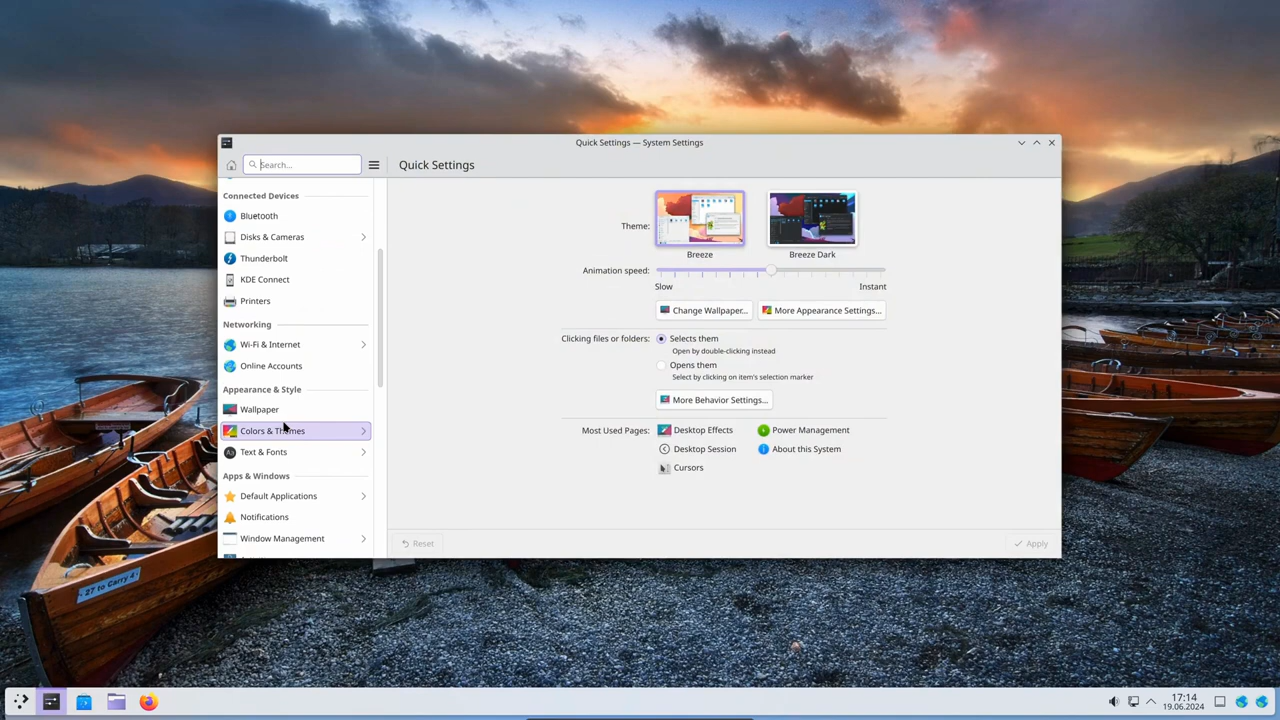 Quick Settings — System Settings
Search...
Quick Settings
Connected Devices
Bluetooth
Disks & Cameras
Thunderbolt
KDE Connect
Printers
Networking
Wi-Fi & Internet
Online Accounts
Appearance & Style
Wallpaper
Colors & Themes
Text & Fonts
Apps & Windows
Default Applications
Notifications
Window Management
Theme:
Breeze
Breeze Dark
Animation speed:
Slow
Instant
Change Wallpaper...
More Appearance Settings...
Clicking files or folders:
Selects them
Open by double-clicking instead
Opens them
Select by clicking on item's selection marker
More Behavior Settings...
Most Used Pages:
Desktop Effects
Power Management
Desktop Session
About this System
Cursors
Reset
Apply
27 to Carry 4
17:14
19.06.2024